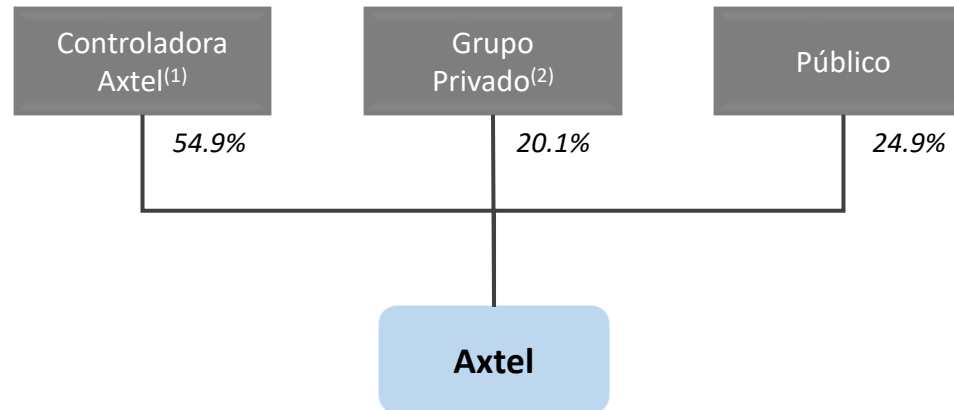 Controladora
Axtel(1)
Grupo
Privado(2)
Público
54.9%
20.1%
24.9%
Axtel